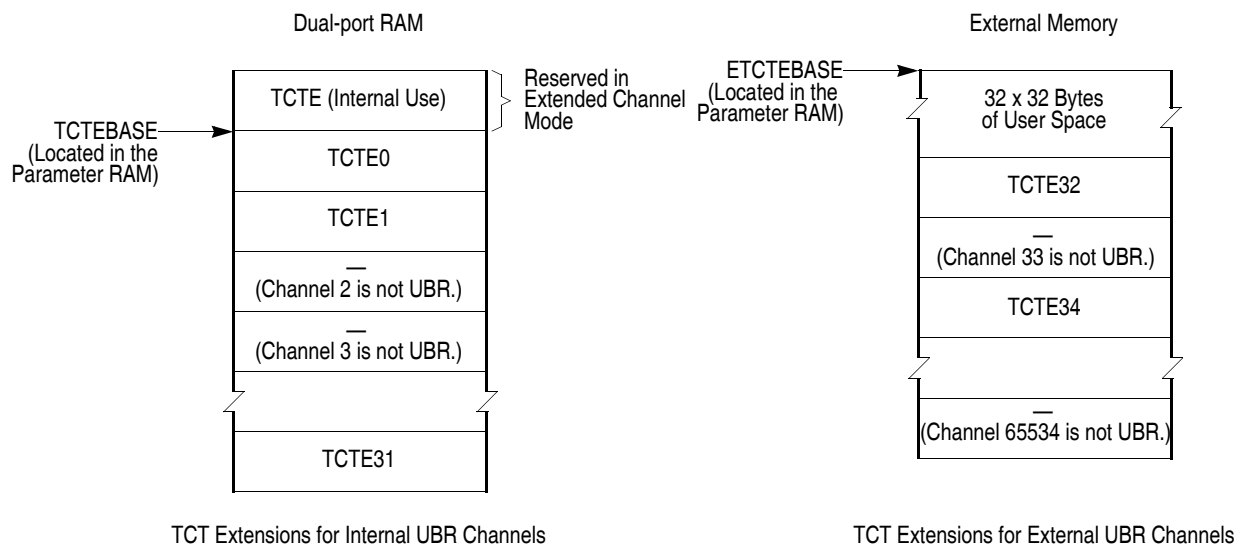 Dual-port RAM
TCTE (Internal Use)
Reserved in
Extended Channel
Mode
TCTEBASE
(Located in the
Parameter RAM)
TCTE0
TCTE1
—
(Channel 2 is not UBR.)
—
(Channel 3 is not UBR.)
TCTE31
TCT Extensions for Internal UBR Channels
External Memory
ETCTEBASE
(Located in the
Parameter RAM)
32 x 32 Bytes
of User Space
TCTE32
—
(Channel 33 is not UBR.)
TCTE34
—
(Channel 65534 is not UBR.)
TCT Extensions for External UBR Channels